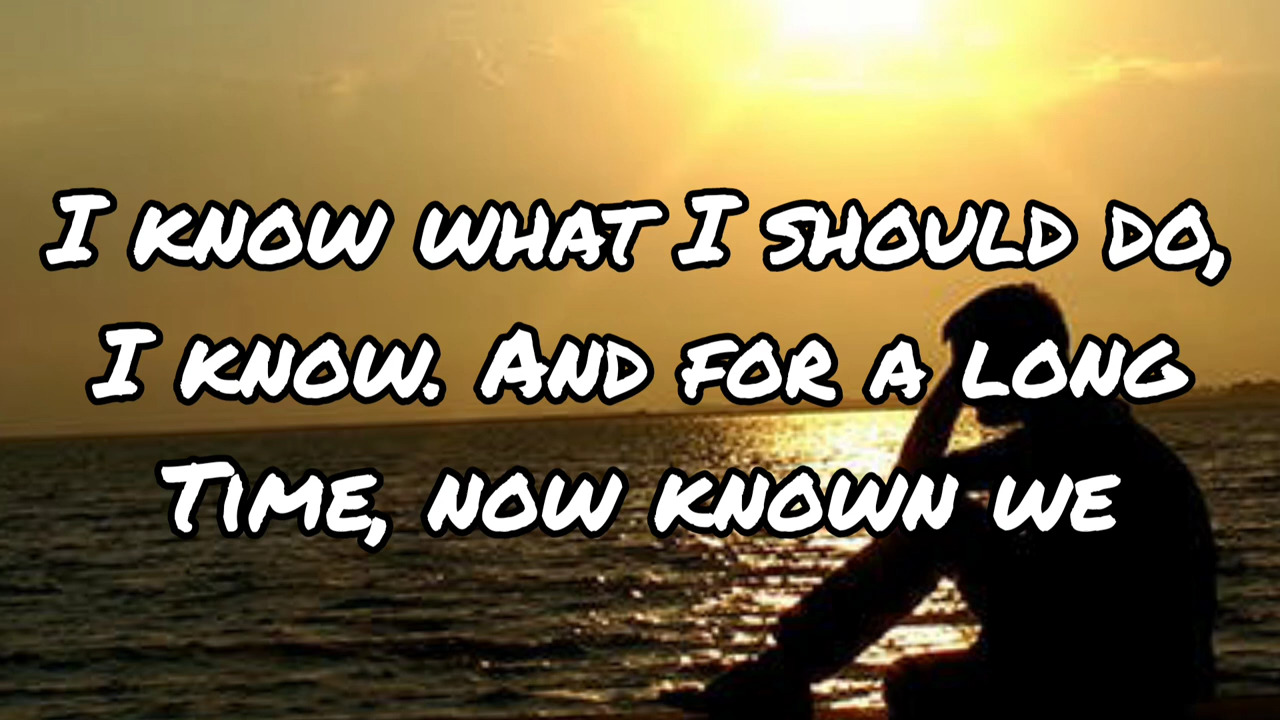 I know what I should do,
I know. And for a long
Time, now known we